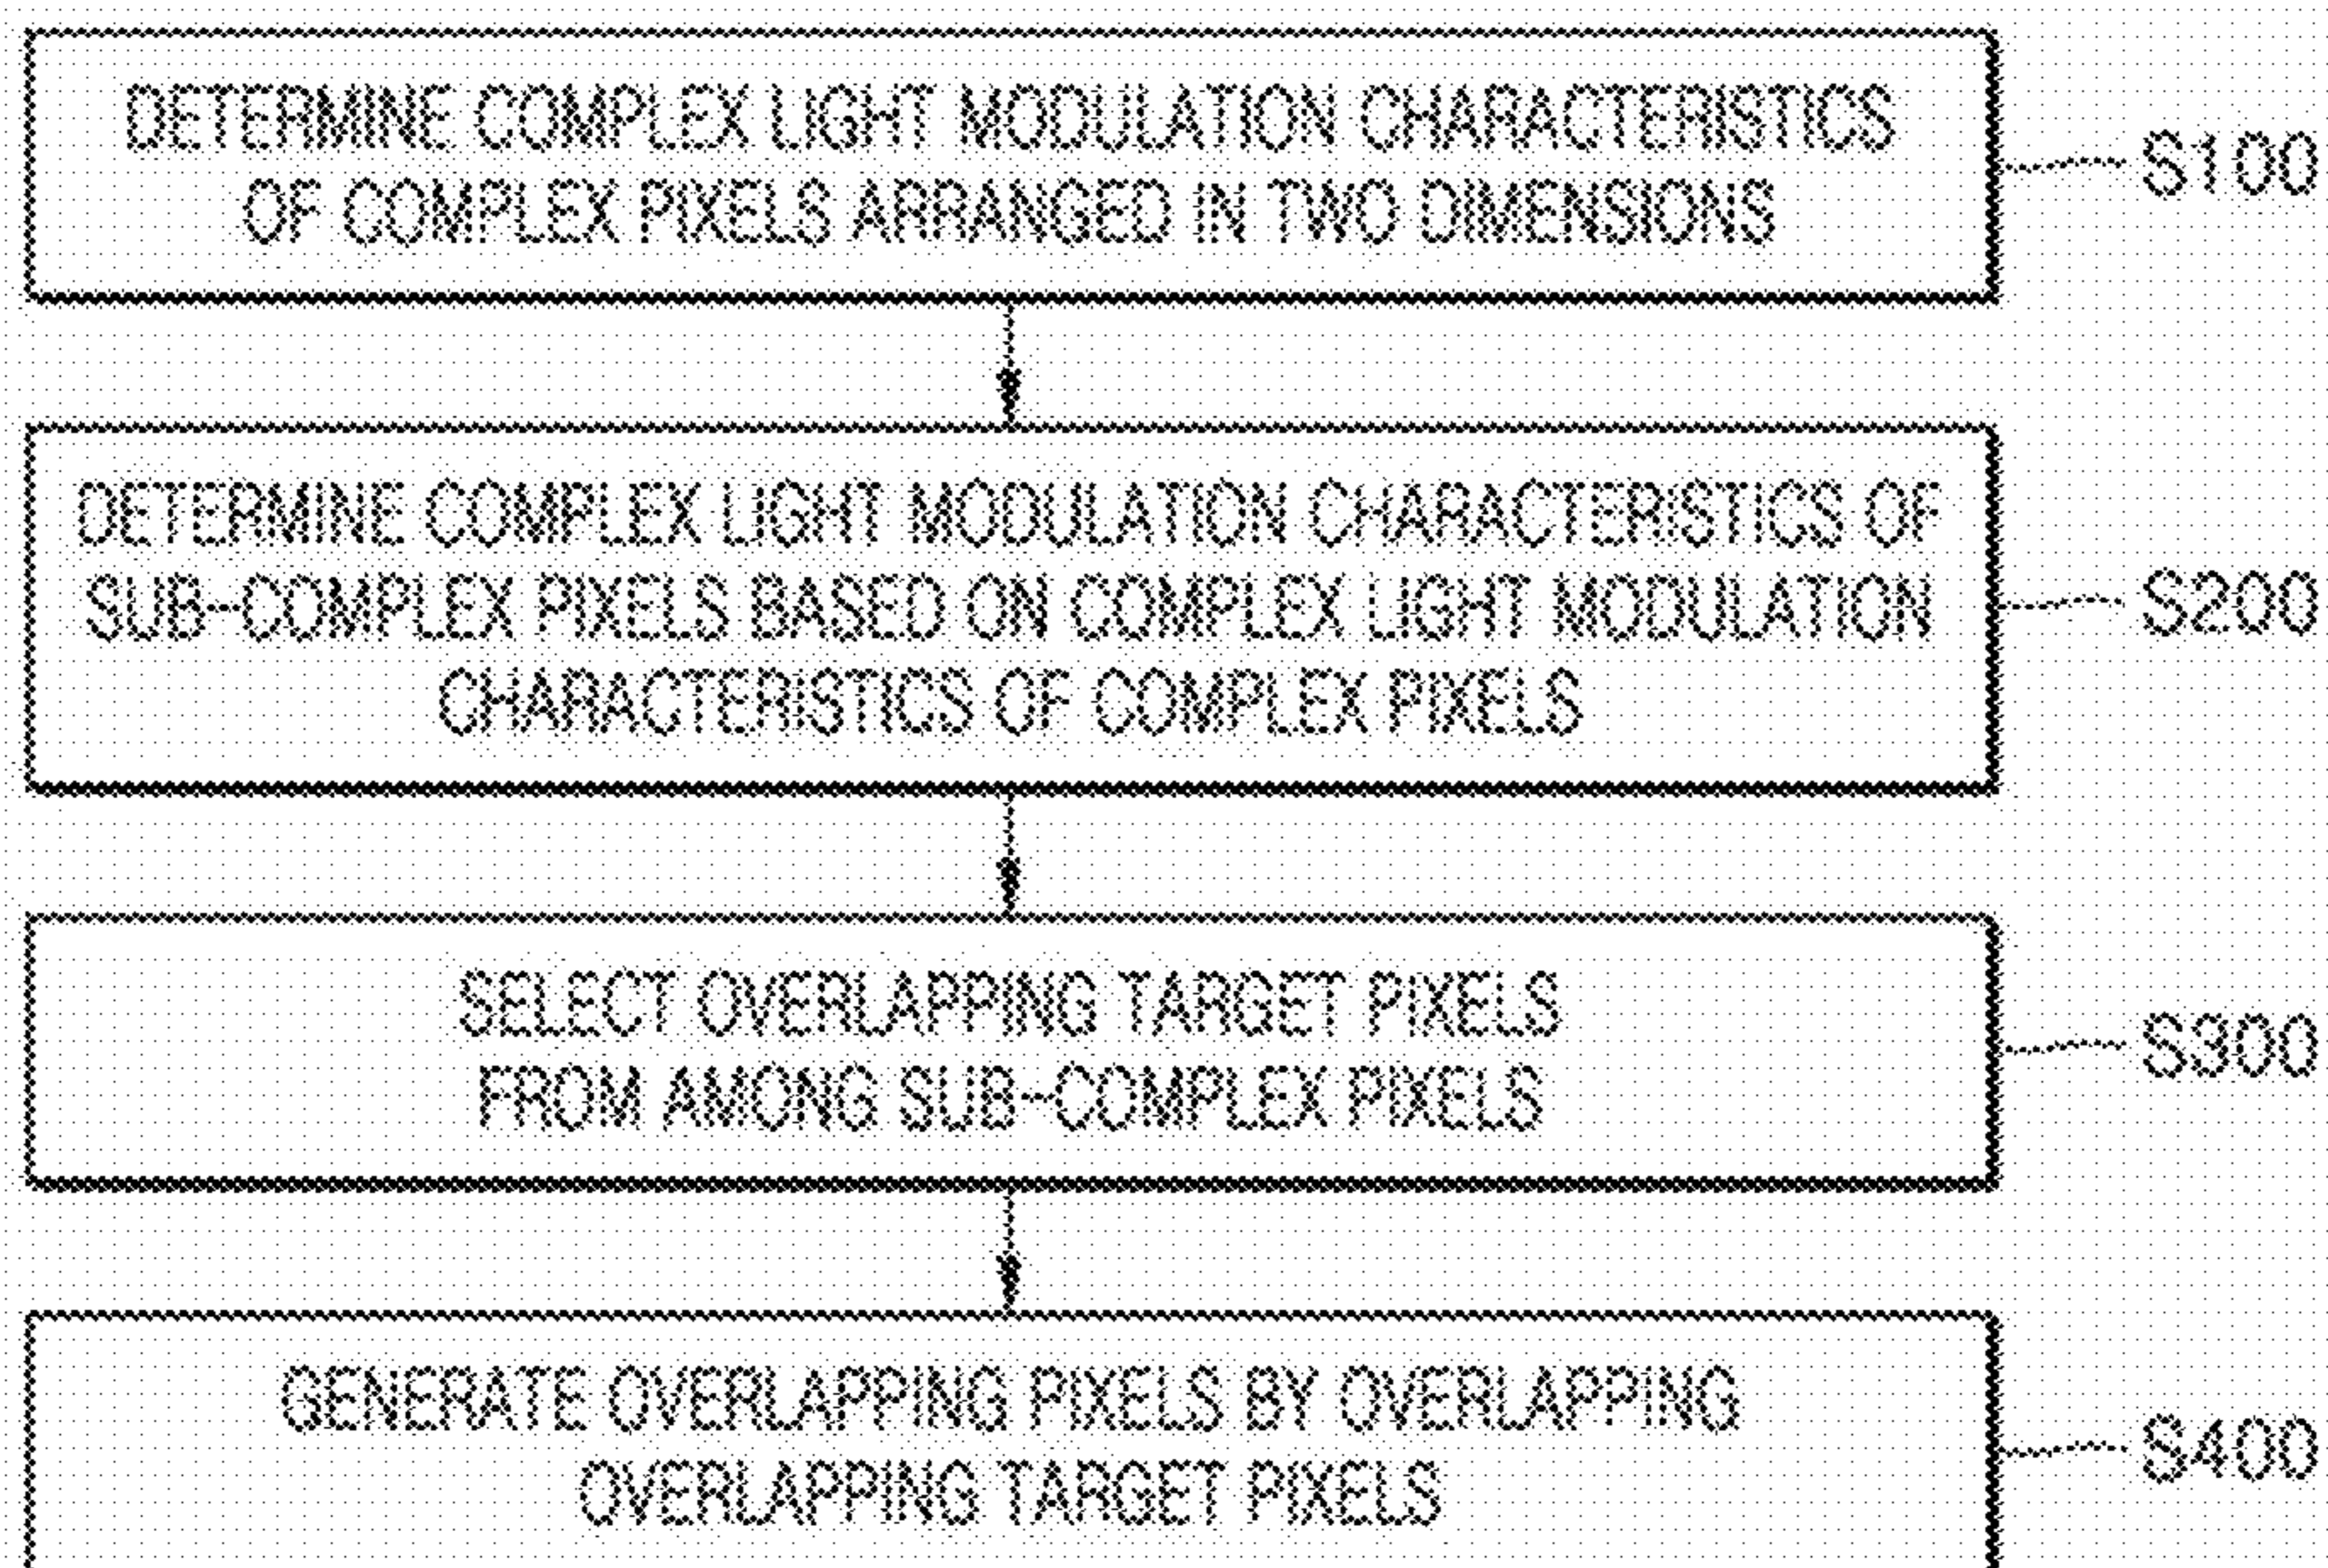 DETERMINE COMPLEX LIGHT MODULATION CHARACTERISTICS
OF COMPLEX PIXELS ARRANGED IN TWO DIMENSIONS
S100
DETERMINE COMPLEX LIGHT MODULATION CHARACTERISTICS OF
SUB-COMPLEX PIXELS BASED ON COMPLEX LIGHT MODULATION
CHARACTERISTICS OF COMPLEX PIXELS
S200
SELECT OVERLAPPING TARGET PIXELS
FROM AMONG SUB-COMPLEX PIXELS
S300
GENERATE OVERLAPPING PIXELS BY OVERLAPPING
OVERLAPPING TARGET PIXELS
S400